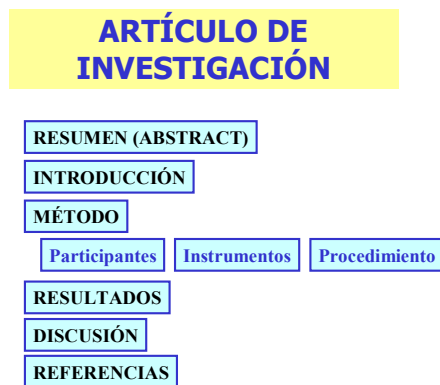 ARTÍCULO DE
INVESTIGACIÓN
RESUMEN (ABSTRACT)
INTRODUCCIÓN
MÉTODO
Participantes Instrumentos Procedimiento
RESULTADOS
DISCUSIÓN
REFERENCIAS